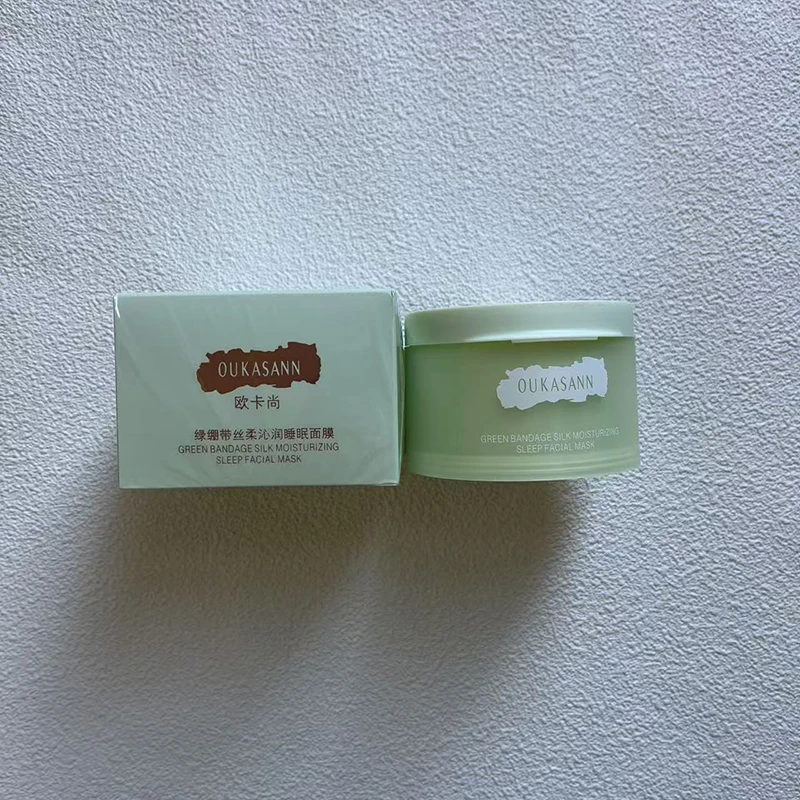 OUKASANN
欧卡尚
绿绷带丝柔沁润睡眠面膜
GREEN BANDAGE SILK MOISTURIZING
SLEEP FACIAL MASK
OUKASANN
GREEN BANDAGE SILK MOISTURIZING
SLEEP FACIAL MASK